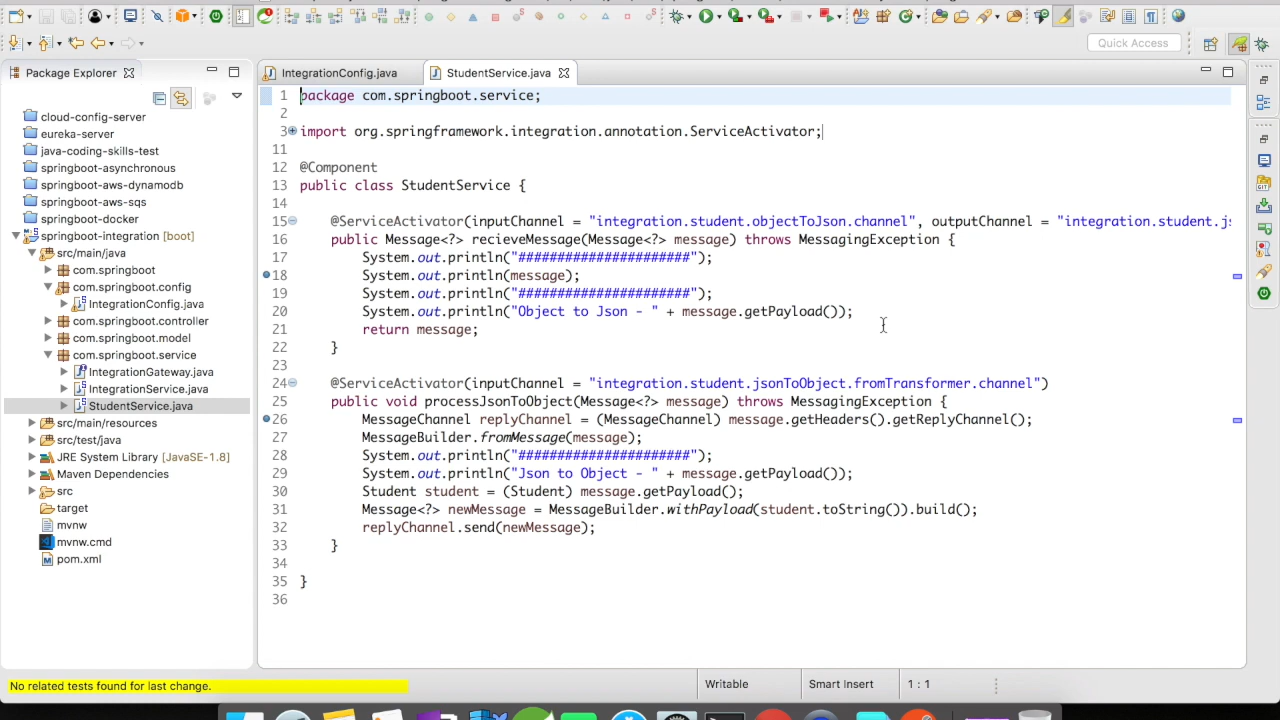 Quick Access
Package Explorer
IntegrationConfig.java
StudentService.java
cloud-config-server
eureka-server
java-coding-skills-test
springboot-asynchronous
springboot-aws-dynamodb
springboot-aws-sqs
springboot-docker
springboot-integration [boot]
src/main/java
com.springboot
com.springboot.config
IntegrationConfig.java
com.springboot.controller
com.springboot.model
com.springboot.service
IntegrationGateway.java
IntegrationService.java
StudentService.java
src/main/resources
src/test/java
JRE System Library [JavaSE-1.8]
Maven Dependencies
src
target
mvnw
mvnw.cmd
pom.xml
1 package com.springboot.service;
2
3 import org.springframework.integration.annotation.ServiceActivator;
11
12 @Component
13 public class StudentService {
14
15 @ServiceActivator(inputChannel = "integration.student.objectToJson.channel", outputChannel = "integration.student.js
16 public Message<?> recieveMessage(Message<?> message) throws MessagingException {
17 System.out.println("######################");
18 System.out.println(message);
19 System.out.println("######################");
20 System.out.println("Object to Json - " + message.getPayload());
21 return message;
22 }
23
24 @ServiceActivator(inputChannel = "integration.student.jsonToObject.fromTransformer.channel")
25 public void processJsonToObject(Message<?> message) throws MessagingException {
26 MessageChannel replyChannel = (MessageChannel) message.getHeaders().getReplyChannel();
27 MessageBuilder.fromMessage(message);
28 System.out.println("######################");
29 System.out.println("Json to Object - " + message.getPayload());
30 Student student = (Student) message.getPayload();
31 Message<?> newMessage = MessageBuilder.withPayload(student.toString()).build();
32 replyChannel.send(newMessage);
33 }
34
35 }
36
No related tests found for last change.
Writable
Smart Insert
1 : 1